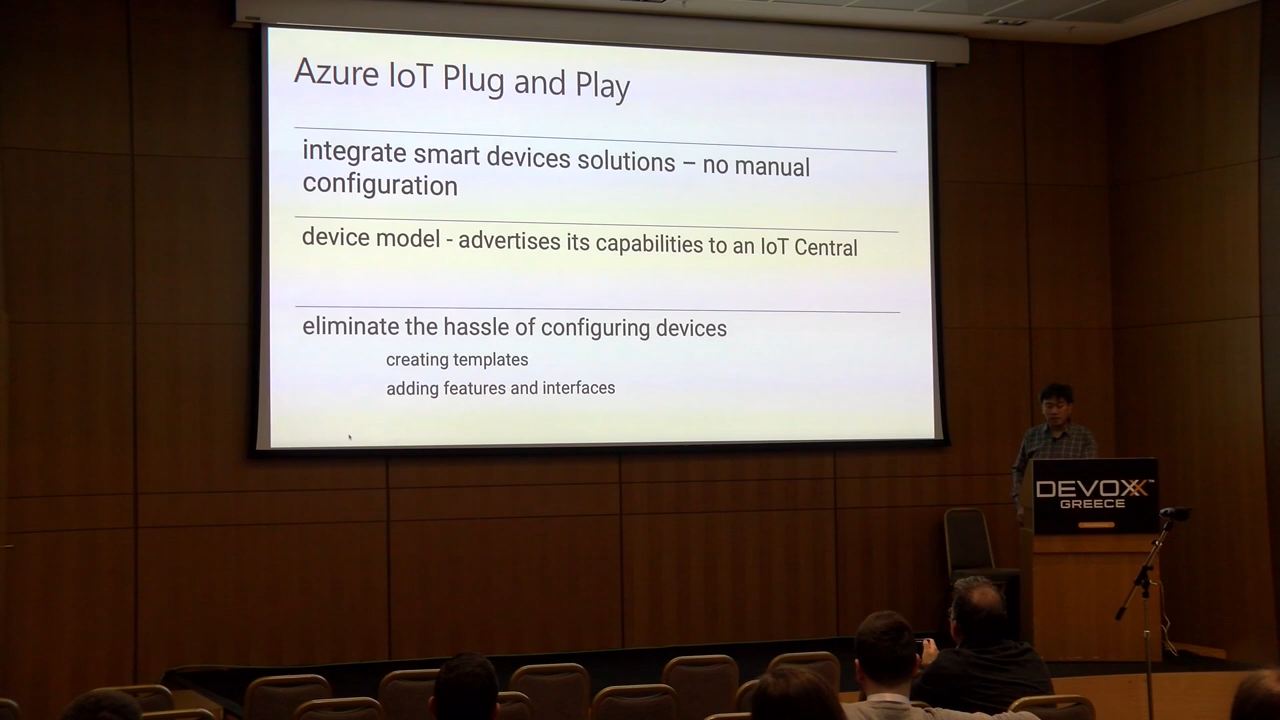 Azure IoT Plug and Play
integrate smart devices solutions – no manual
configuration
device model - advertises its capabilities to an IoT Central
eliminate the hassle of configuring devices
creating templates
adding features and interfaces
DEVOXX™
GREECE